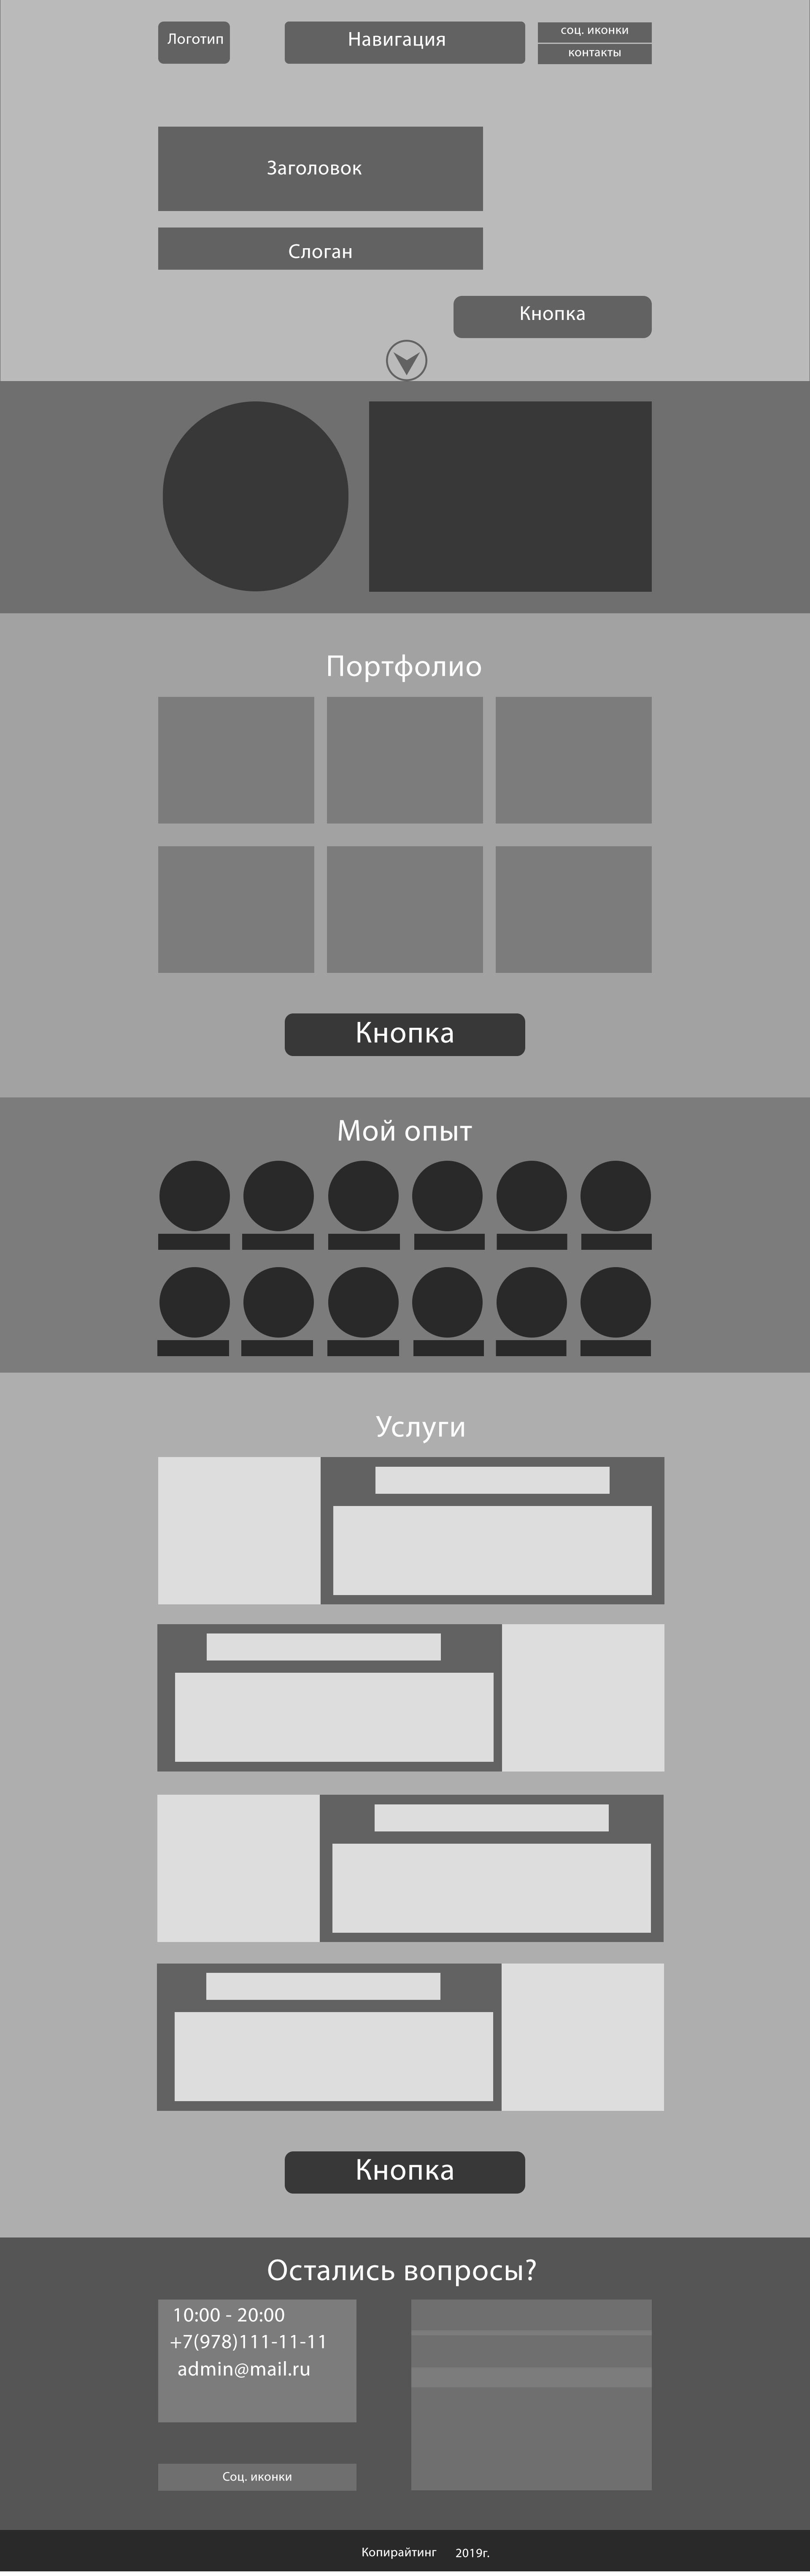 Логотип
Навигация
соц. иконки
контакты
Заголовок
Слоган
Кнопка
Портфолио
Кнопка
Мой опыт
Услуги
Кнопка
Остались вопросы?
10:00 - 20:00
+7(978)111-11-11
admin@mail.ru
Соц. иконки
Копирайтинг 2019г.